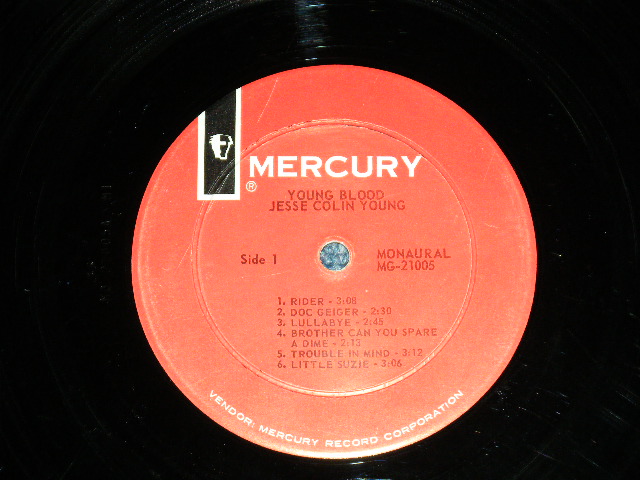 MERCURY
®
YOUNG BLOOD
JESSE COLIN YOUNG
Side 1
MONAURAL
MG-21005
1. RIDER - 3:08
2. DOC GEIGER - 2:30
3. LULLABYE - 2:45
4. BROTHER CAN YOU SPARE
A DIME - 2:13
5. TROUBLE IN MIND - 3:12
6. LITTLE SUZIE - 3:06
VENDOR: MERCURY RECORD CORPORATION